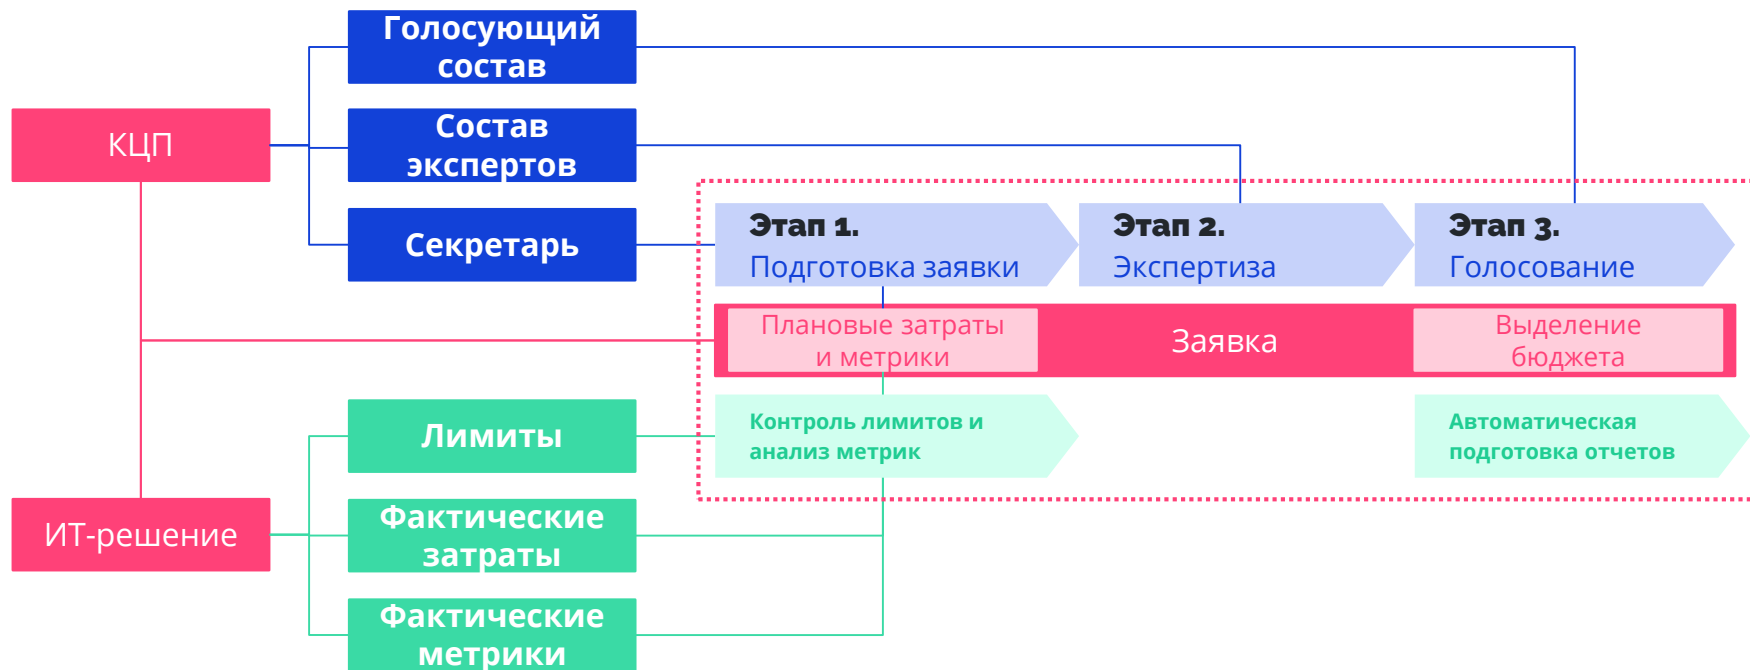 Голосующий
состав
КЦП
Состав
экспертов
Секретарь
Этап 1.
Подготовка заявки
Этап 2.
Экспертиза
Этап 3.
Голосование
Плановые затраты
и метрики
Заявка
Выделение
бюджета
Лимиты
Контроль лимитов и
анализ метрик
Автоматическая
подготовка отчетов
ИТ-решение
Фактические
затраты
Фактические
метрики